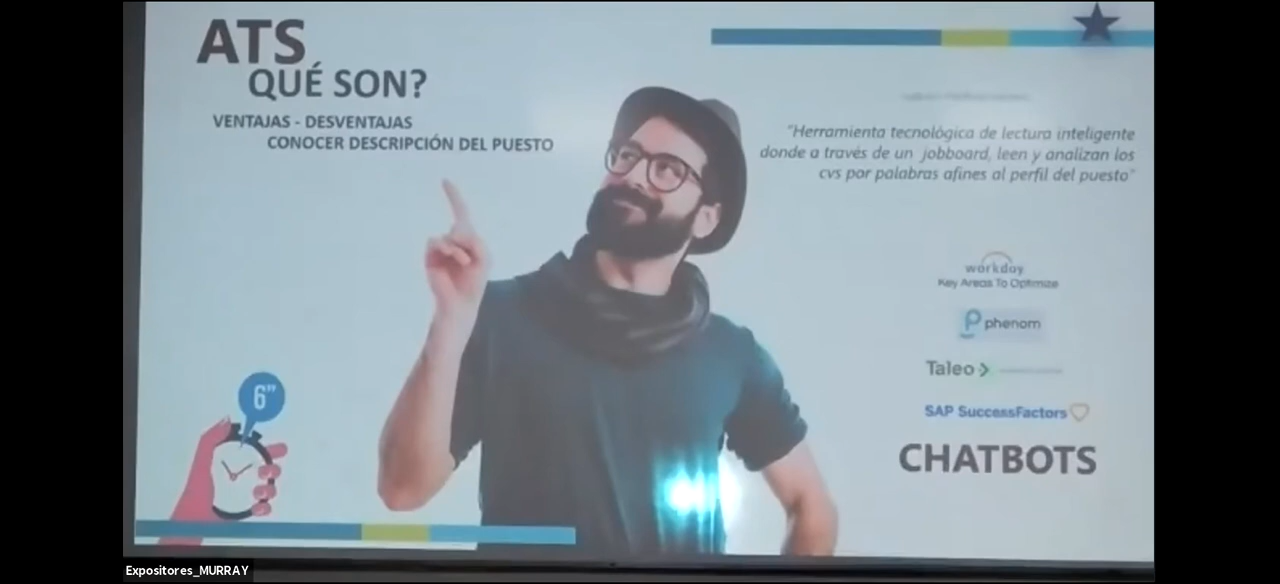 ATS
QUÉ SON?
VENTAJAS - DESVENTAJAS
CONOCER DESCRIPCIÓN DEL PUESTO
"Herramienta tecnológica de lectura inteligente
donde a través de un jobboard, leen y analizan los
cvs por palabras afines al perfil del puesto"
workday
Key Areas To Optimize
phenom
Taleo
SAP SuccessFactors
CHATBOTS
6"
Expositores_MURRAY